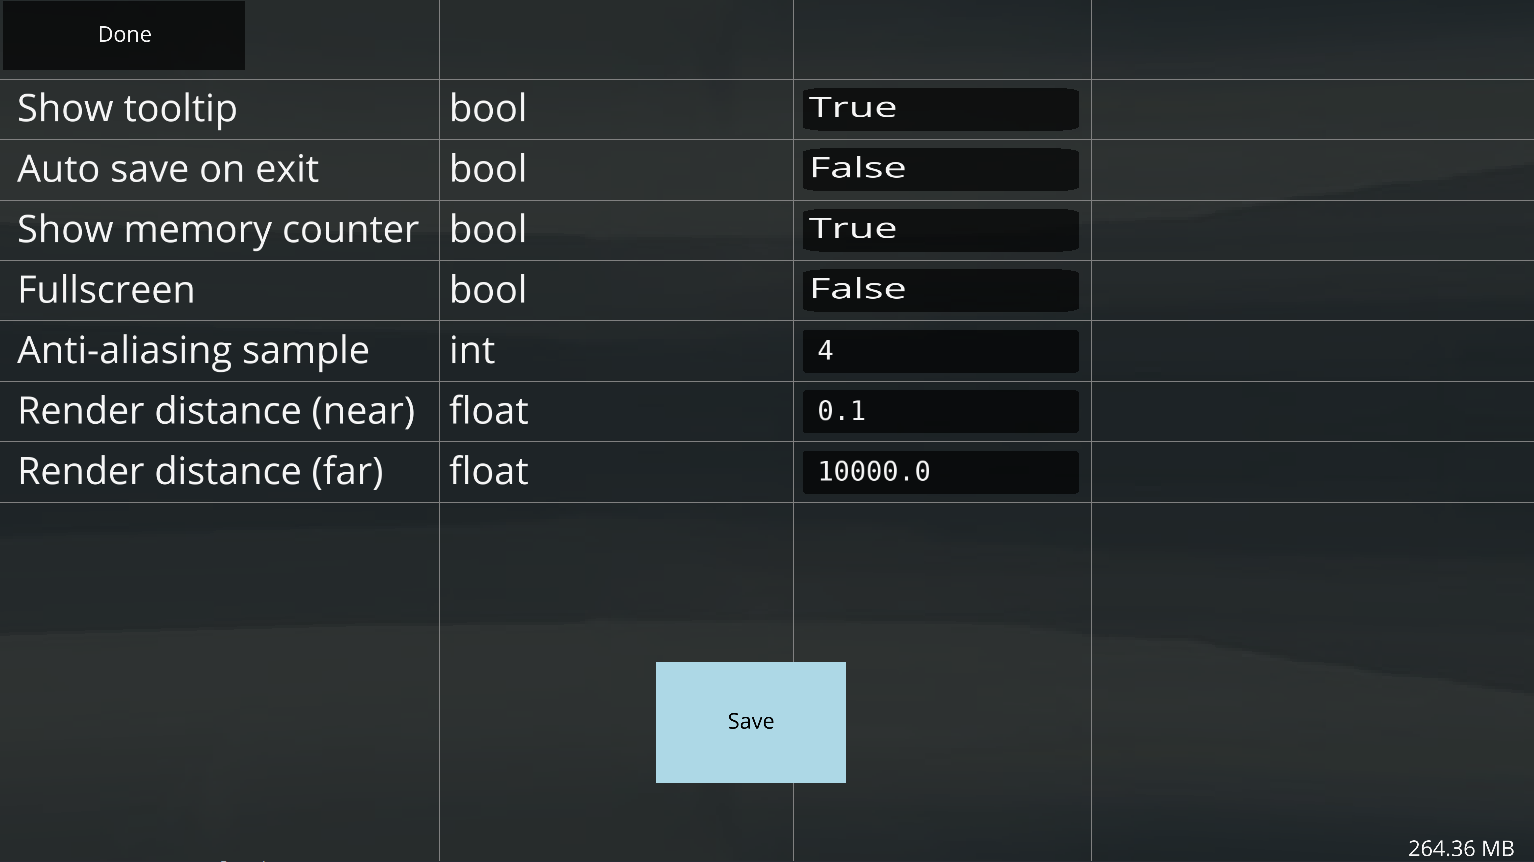 Done
Show tooltip bool True
Auto save on exit bool False
Show memory counter bool True
Fullscreen bool False
Anti-aliasing sample int 4
Render distance (near) float 0.1
Render distance (far) float 10000.0
Save
264.36 MB